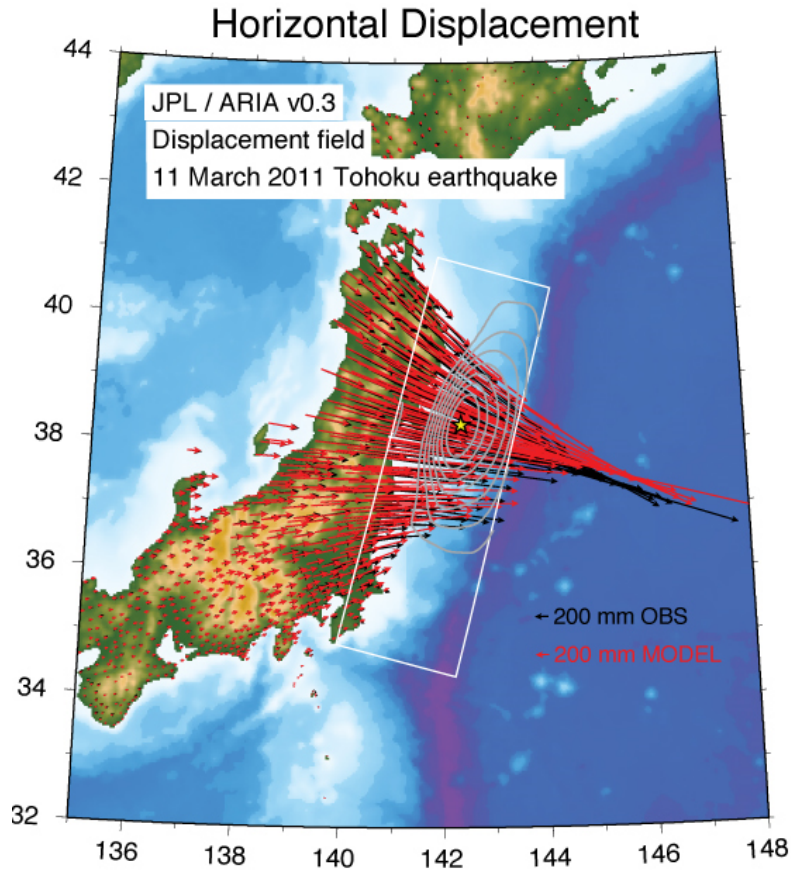 Horizontal Displacement
44
JPL / ARIA v0.3
Displacement field
42
11 March 2011 Tohoku earthquake
40
38
36
200 mm OBS
200 mm MODEL
34
32
136 138 140 142 144 146 148